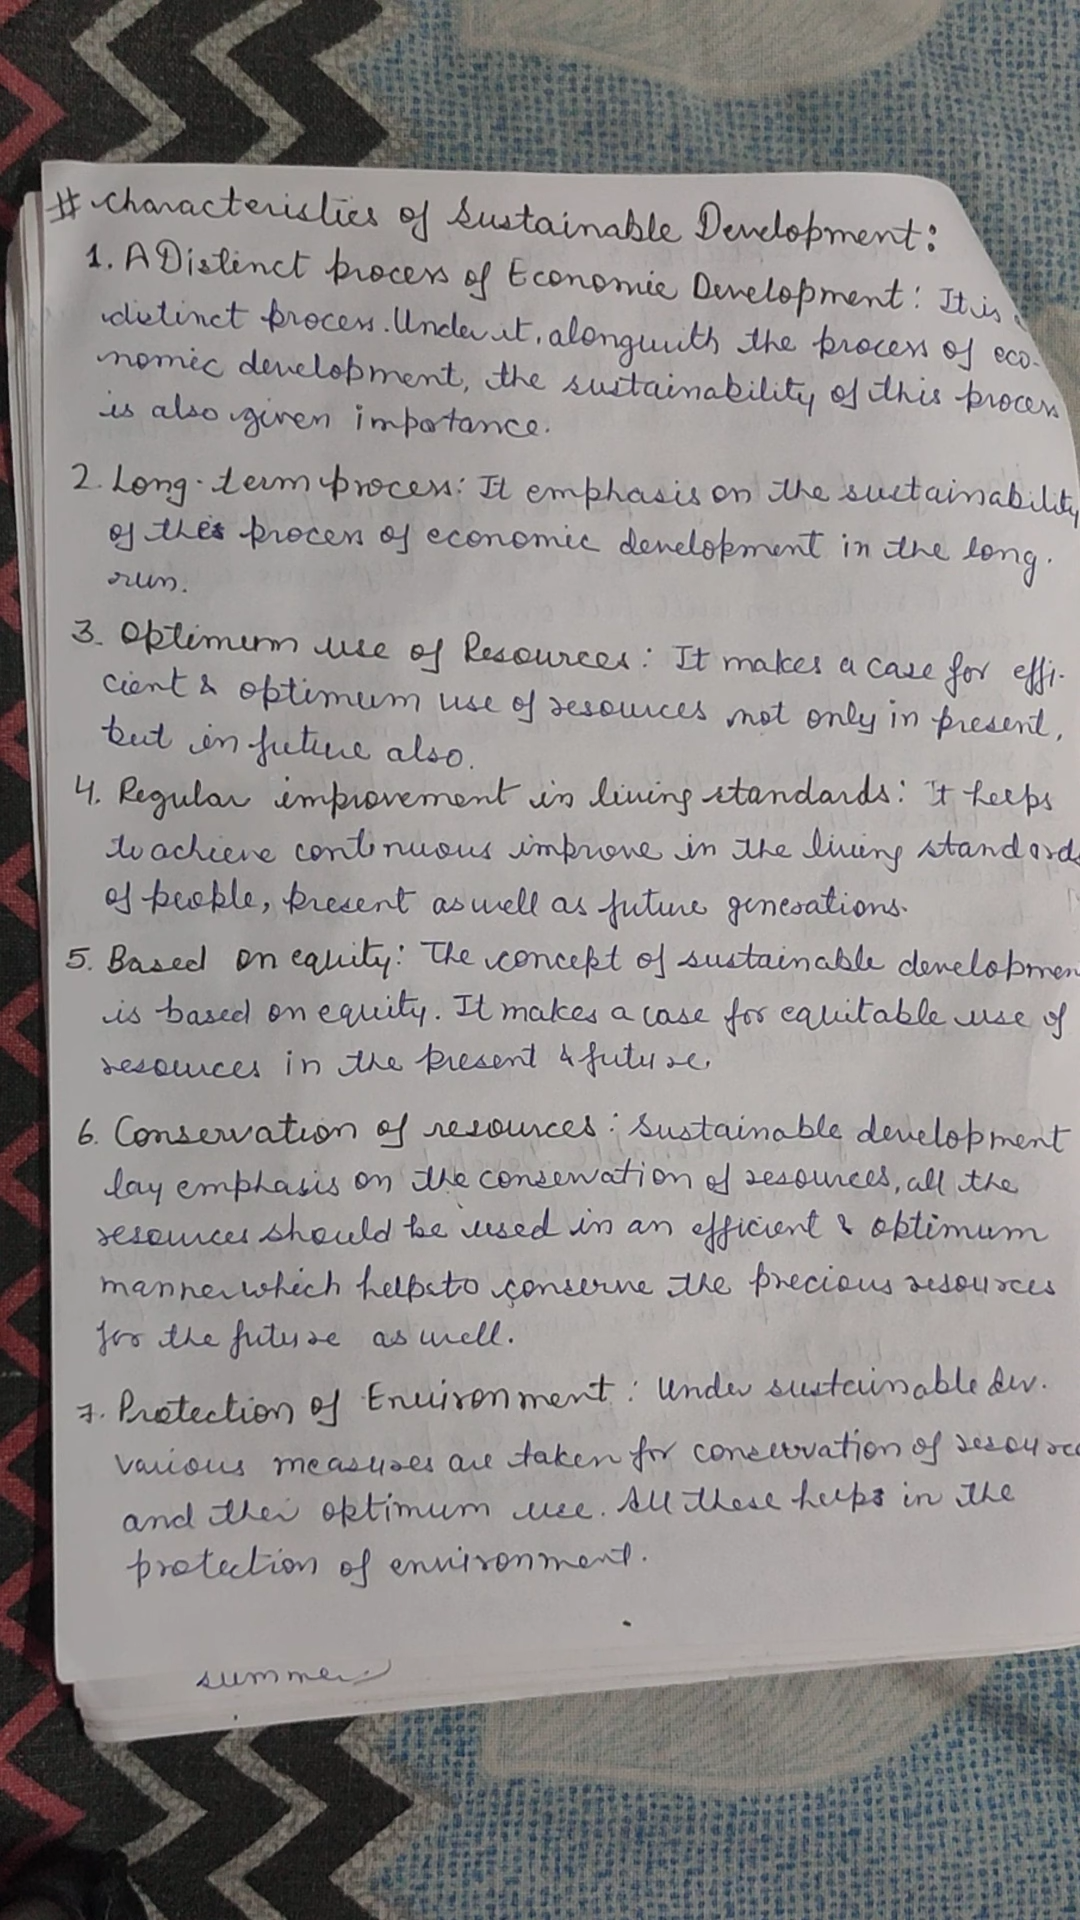 # Characteristics of Sustainable Development:
1. A Distinct process of Economic Development: It is a
distinct process. Under it, alongwith the process of eco-
nomic development, the sustainability of this process
is also given importance.
2. Long-term process: It emphasis on the sustainability
of this process of economic development in the long-
run.
3. Optimum use of Resources: It makes a case for effi-
cient & optimum use of resources not only in present,
but in future also.
4. Regular improvement in living standards: It helps
to achieve continuous improve in the living standards
of people, present as well as future generations.
5. Based on equity: The concept of sustainable developmen
is based on equity. It makes a case for equitable use of
resources in the present & future.
6. Conservation of resources: Sustainable development
lay emphasis on the conservation of resources, all the
resources should be used in an efficient & optimum
manner which helps to conserve the precious resources
for the future as well.
7. Protection of Environment: Under sustainable dev.
various measures are taken for conservation of resource
and their optimum use. All these helps in the
protection of environment.
summer